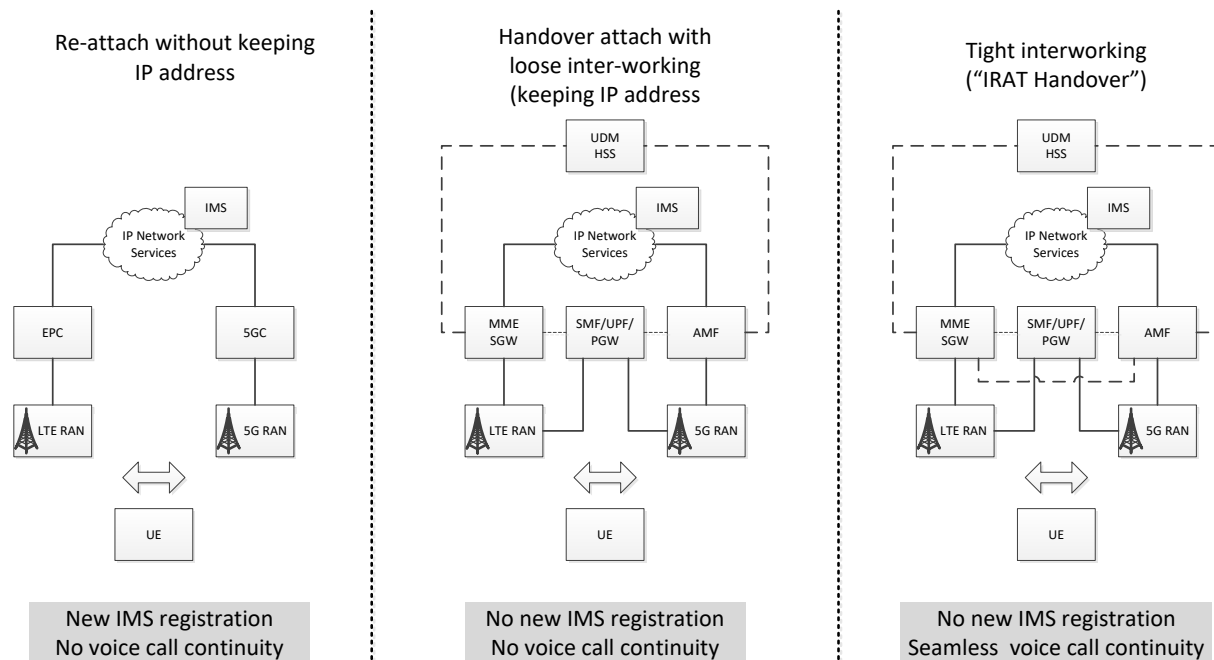 Re-attach without keeping
IP address
IMS
IP Network
Services
EPC
5GC
LTE RAN
5G RAN
UE
New IMS registration
No voice call continuity
Handover attach with
loose inter-working
(keeping IP address
UDM
HSS
IMS
IP Network
Services
MME
SGW
SMF/UPF/
PGW
AMF
LTE RAN
5G RAN
UE
No new IMS registration
No voice call continuity
Tight interworking
(“IRAT Handover”)
UDM
HSS
IMS
IP Network
Services
MME
SGW
SMF/UPF/
PGW
AMF
LTE RAN
5G RAN
UE
No new IMS registration
Seamless voice call continuity